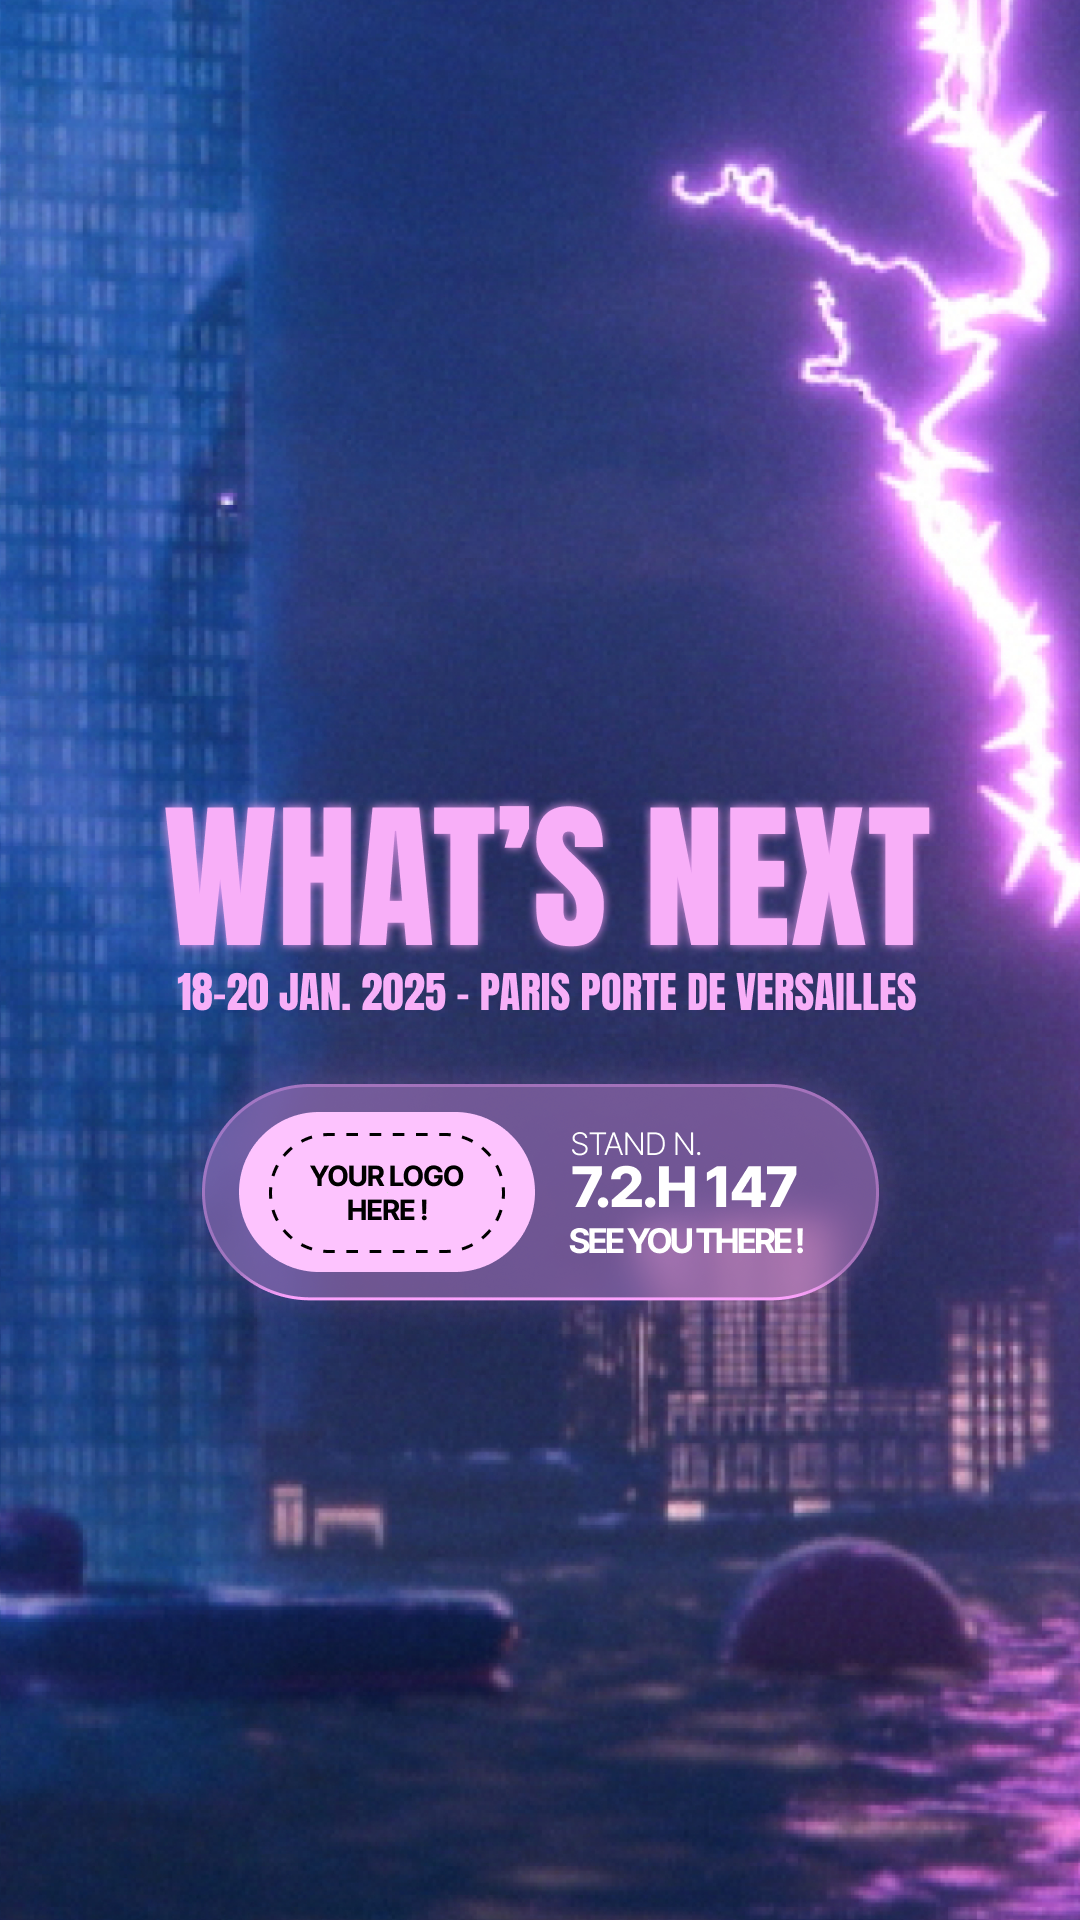 WHAT’S NEXT
18-20 JAN. 2025 - PARIS PORTE DE VERSAILLES
YOUR LOGO
HERE !
STAND N.
7.2.H 147
SEE YOU THERE !